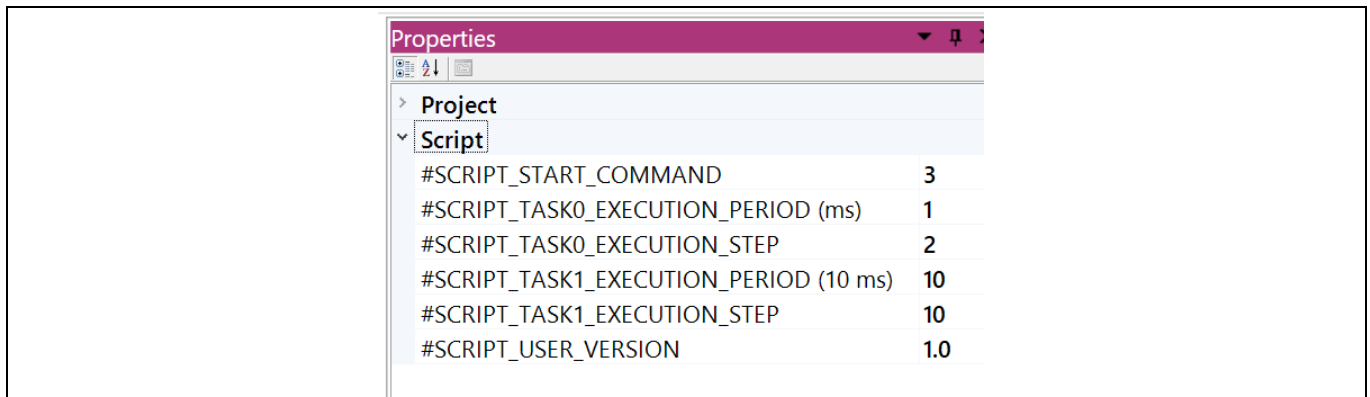 Properties
Project
Script
#SCRIPT_START_COMMAND 3
#SCRIPT_TASK0_EXECUTION_PERIOD (ms) 1
#SCRIPT_TASK0_EXECUTION_STEP 2
#SCRIPT_TASK1_EXECUTION_PERIOD (10 ms) 10
#SCRIPT_TASK1_EXECUTION_STEP 10
#SCRIPT_USER_VERSION 1.0